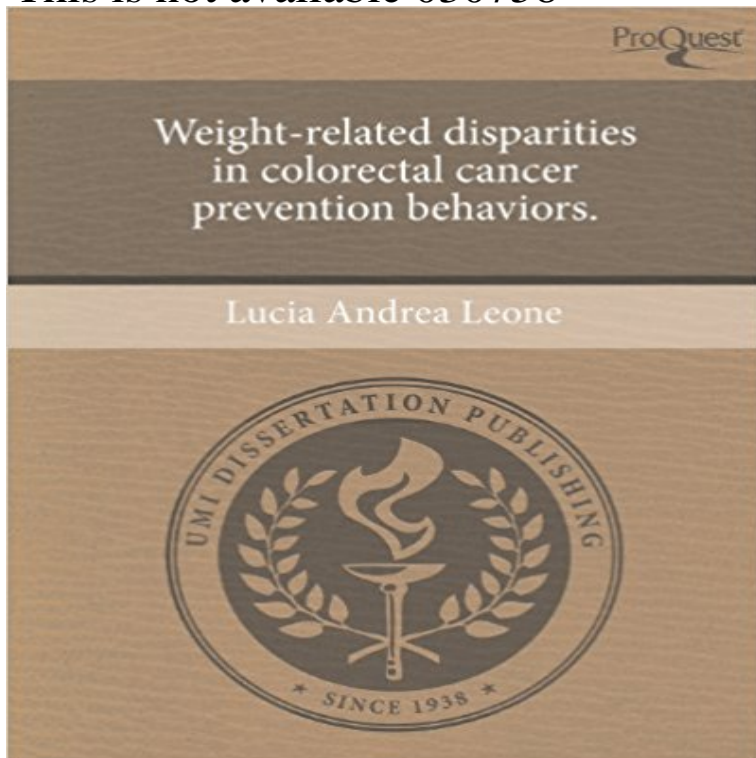 ProQuest
Weight-related disparities
in colorectal cancer
prevention behaviors.
Lucia Andrea Leone
UMI DISSERTATION PUBLISHING
* SINCE 1938 *